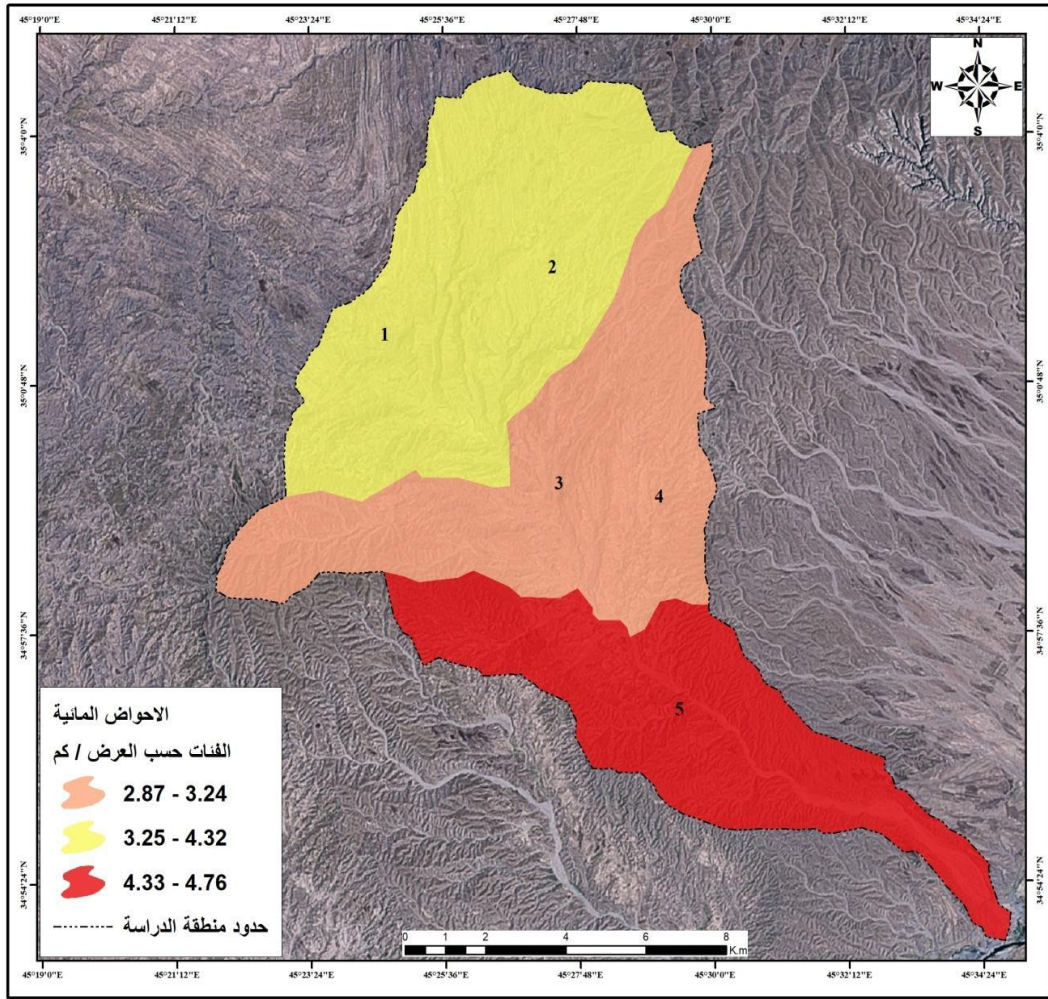 45°19'0"E 45°21'12"E 45°23'24"E 45°25'36"E 45°27'48"E 45°30'0"E 45°32'12"E 45°34'24"E
N
W E
S
35°4'0"N 35°4'0"N
2
1
35°0'48"N 35°0'48"N
3 4
34°57'36"N 34°57'36"N
5
الاحواض المائية
الفئات حسب العرض / كم
2.87 - 3.24
3.25 - 4.32
4.33 - 4.76
حدود منطقة الدراسة
34°54'24"N 34°54'24"N
0 1 2 4 6 8
K.m
45°19'0"E 45°21'12"E 45°23'24"E 45°25'36"E 45°27'48"E 45°30'0"E 45°32'12"E 45°34'24"E